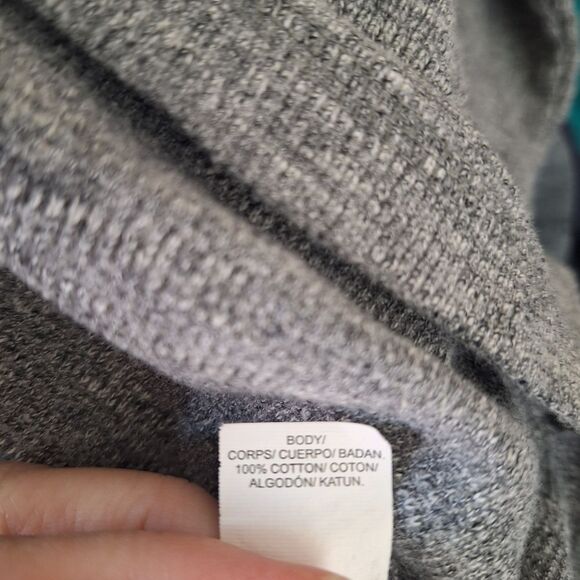 BODY/
CORPS/ CUERPO/ BADAN.
100% COTTON/ COTON/
ALGODÓN/ KATUN.